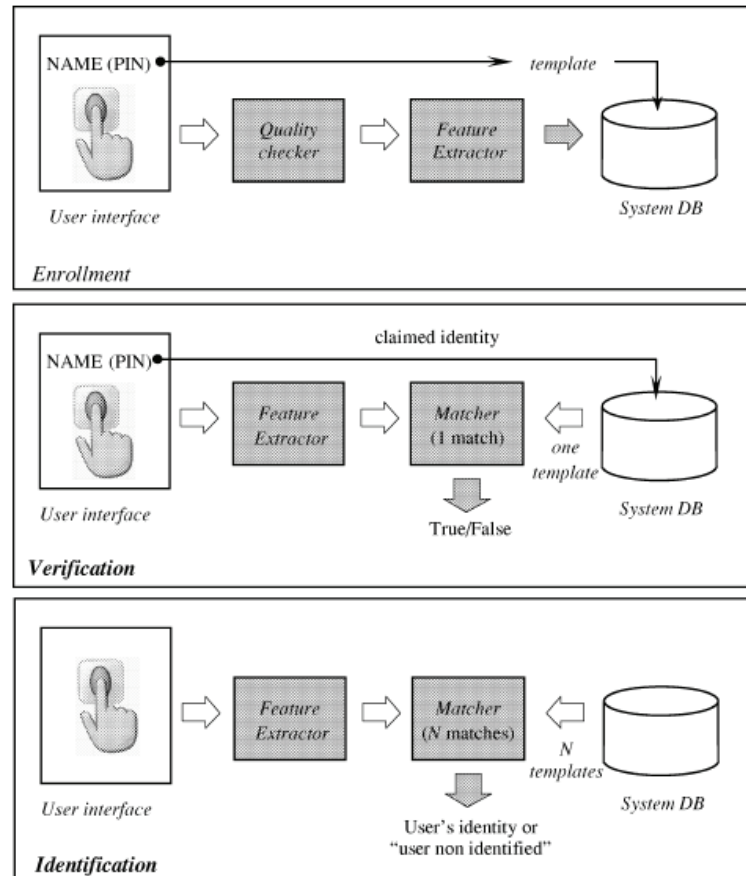 NAME (PIN)
template
Quality
checker
Feature
Extractor
User interface
System DB
Enrollment
claimed identity
NAME (PIN)
Feature
Extractor
Matcher
(1 match)
one
template
User interface
True/False
System DB
Verification
Feature
Extractor
Matcher
(N matches)
N
templates
User interface
System DB
User's identity or
“user non identified”
Identification